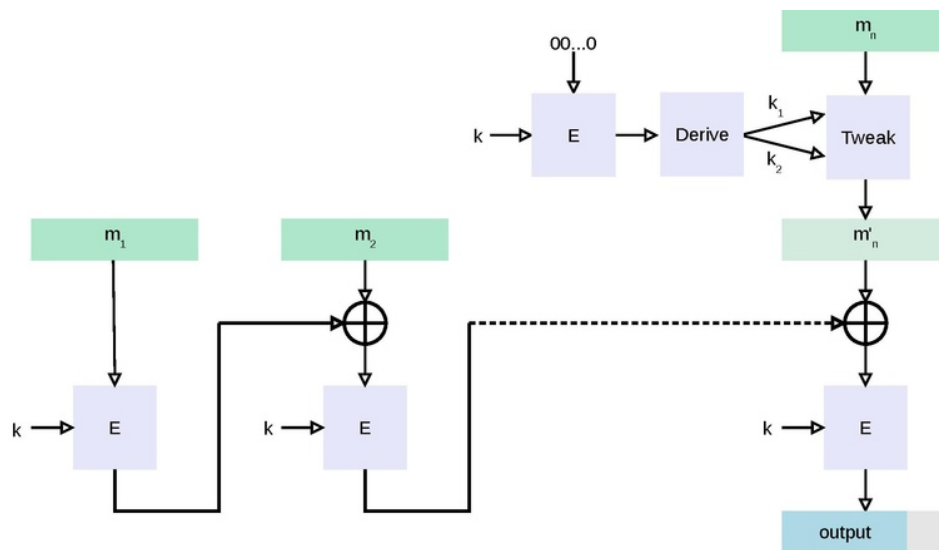 m_n
00...0
k_1
k
E
Derive
Tweak
k_2
m_1
m_2
m'_n
k
E
k
E
k
E
output